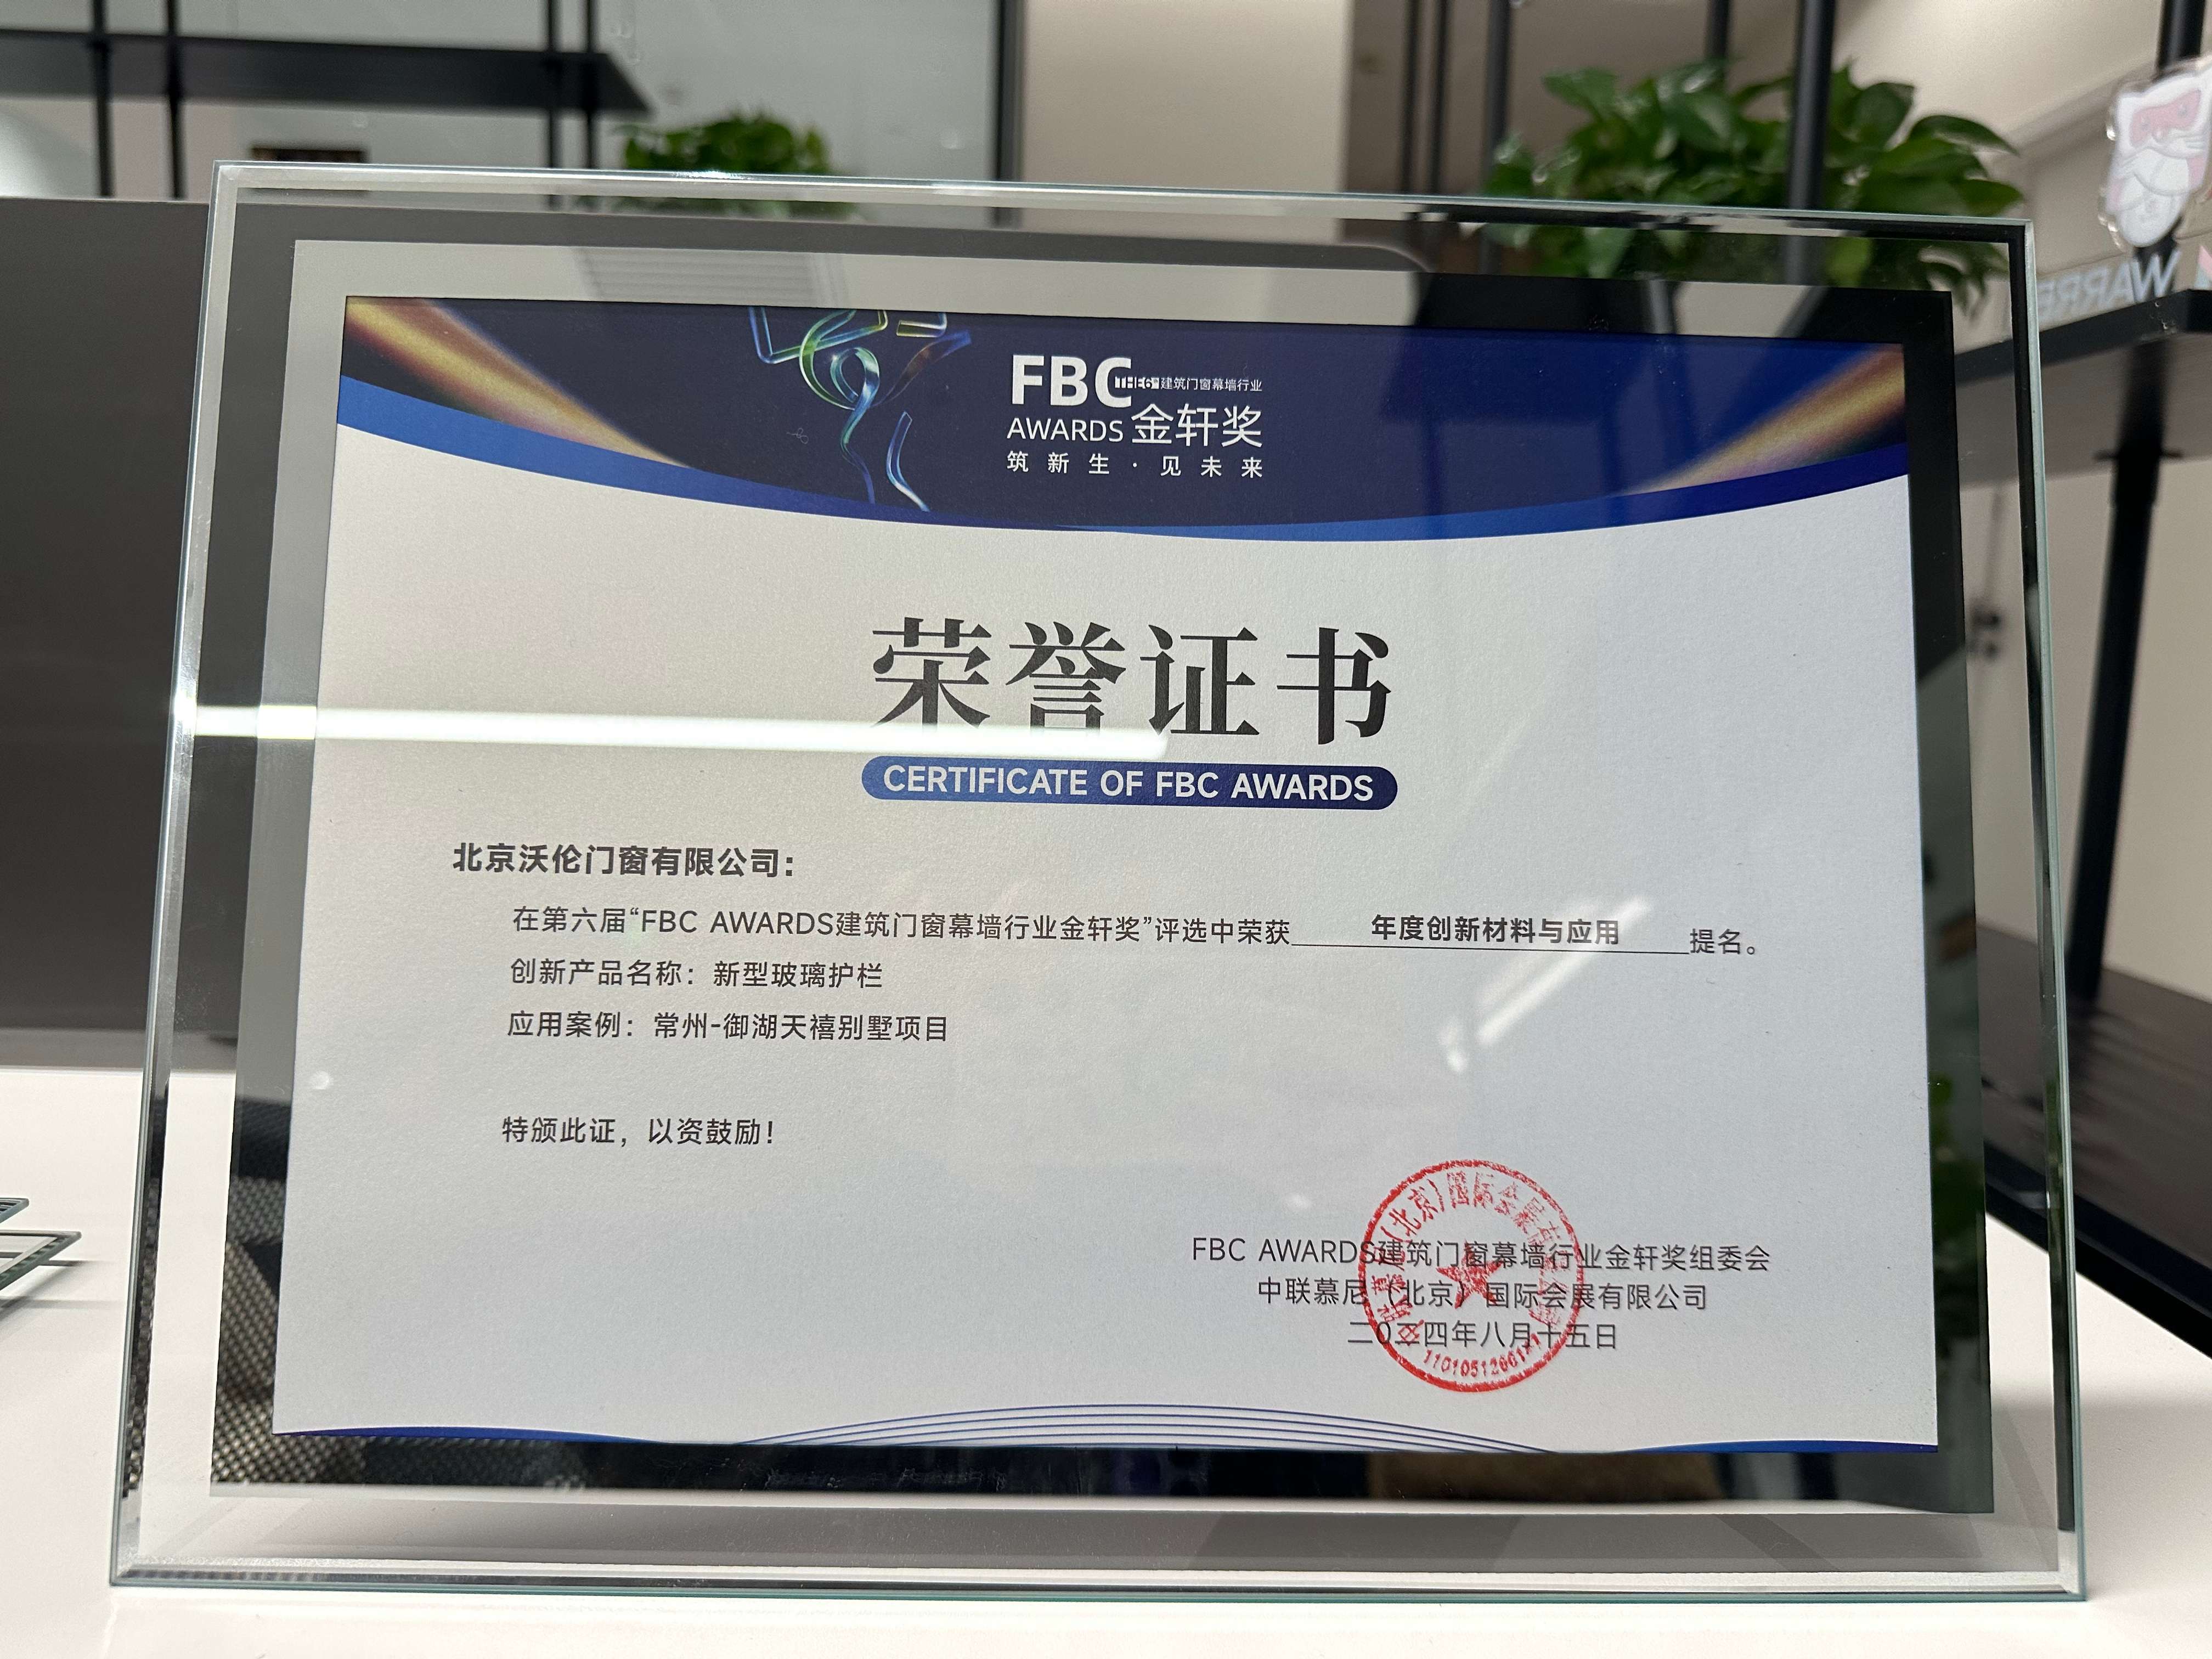 FBC THE6th 建筑门窗幕墙行业
AWARDS 金轩奖
筑新生·见未来
荣誉证书
CERTIFICATE OF FBC AWARDS
北京沃伦门窗有限公司：
在第六届“FBC AWARDS建筑门窗幕墙行业金轩奖”评选中荣获 年度创新材料与应用 提名。
创新产品名称：新型玻璃护栏
应用案例：常州-御湖天禧别墅项目
特颁此证，以资鼓励！
FBC AWARDS建筑门窗幕墙行业金轩奖组委会
中联慕尼（北京）国际会展有限公司
二〇二四年八月十五日